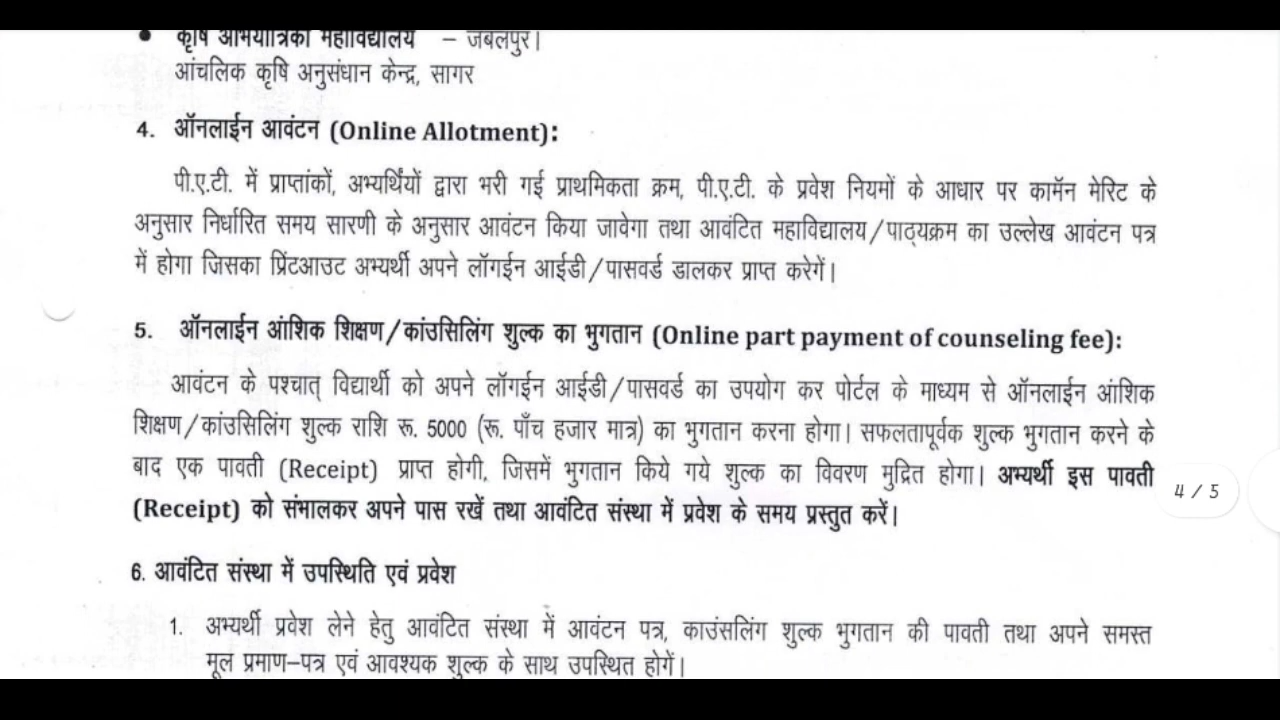 • कृषि अभियांत्रिकी महाविद्यालय – जबलपुर।
आंचलिक कृषि अनुसंधान केन्द्र, सागर
4. ऑनलाईन आवंटन (Online Allotment):
पी.ए.टी. में प्राप्तांकों, अभ्यर्थियों द्वारा भरी गई प्राथमिकता क्रम, पी.ए.टी. के प्रवेश नियमों के आधार पर कामॅन मेरिट के
अनुसार निर्धारित समय सारणी के अनुसार आवंटन किया जावेगा तथा आवंटित महाविद्यालय/पाठ्यक्रम का उल्लेख आवंटन पत्र
में होगा जिसका प्रिंटआउट अभ्यर्थी अपने लॉगईन आईडी/पासवर्ड डालकर प्राप्त करेगें।
5. ऑनलाईन आंशिक शिक्षण/कांउसिलिंग शुल्क का भुगतान (Online part payment of counseling fee):
आवंटन के पश्चात् विद्यार्थी को अपने लॉगईन आईडी/पासवर्ड का उपयोग कर पोर्टल के माध्यम से ऑनलाईन आंशिक
शिक्षण/कांउसिलिंग शुल्क राशि रू. 5000 (रू. पाँच हजार मात्र) का भुगतान करना होगा। सफलतापूर्वक शुल्क भुगतान करने के
बाद एक पावती (Receipt) प्राप्त होगी, जिसमें भुगतान किये गये शुल्क का विवरण मुद्रित होगा। अभ्यर्थी इस पावती
(Receipt) को संभालकर अपने पास रखें तथा आवंटित संस्था में प्रवेश के समय प्रस्तुत करें।
4 / 5
6. आवंटित संस्था में उपस्थिति एवं प्रवेश
1. अभ्यर्थी प्रवेश लेने हेतु आवंटित संस्था में आवंटन पत्र, काउंसलिंग शुल्क भुगतान की पावती तथा अपने समस्त
मूल प्रमाण–पत्र एवं आवश्यक शुल्क के साथ उपस्थित होगें।